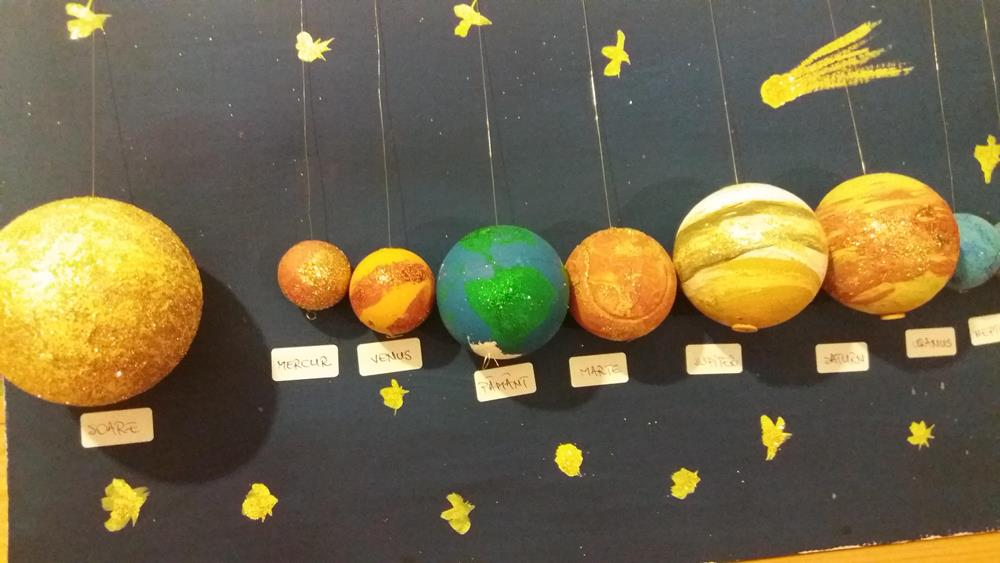 SOARE
MERCUR
VENUS
PĂMÂNT
MARTE
JUPITER
SATURN
URANUS